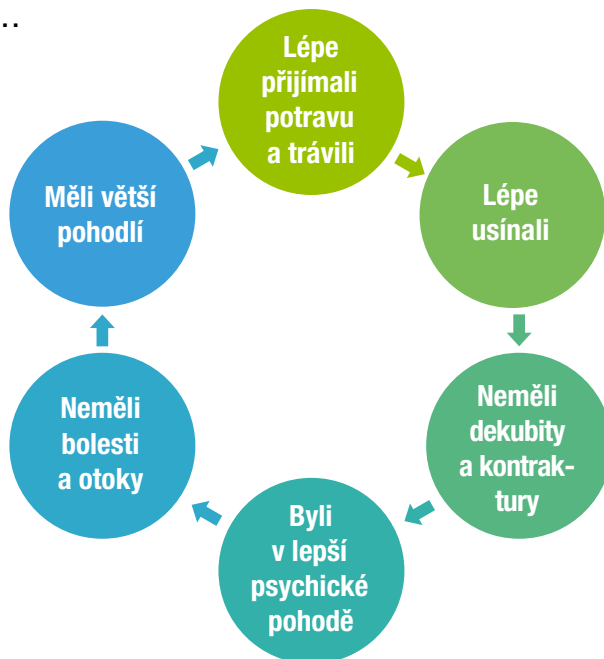 ..
Lépe
přijímali
potravu
a trávili
Lépe
usínali
Neměli
dekubity
a kontrak-
tury
Byli
v lepší
psychické
pohodě
Neměli
bolesti
a otoky
Měli větší
pohodlí